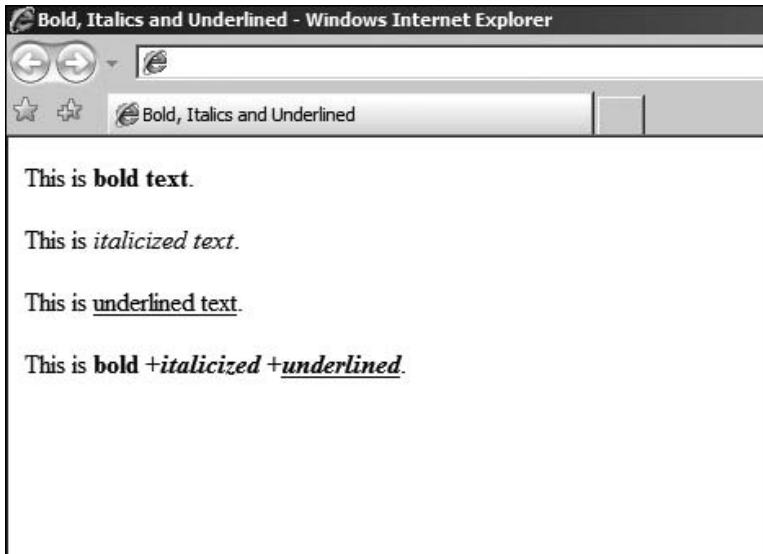 Bold, Italics and Underlined - Windows Internet Explorer
Bold, Italics and Underlined
This is bold text.
This is italicized text.
This is underlined text.
This is bold +italicized +underlined.